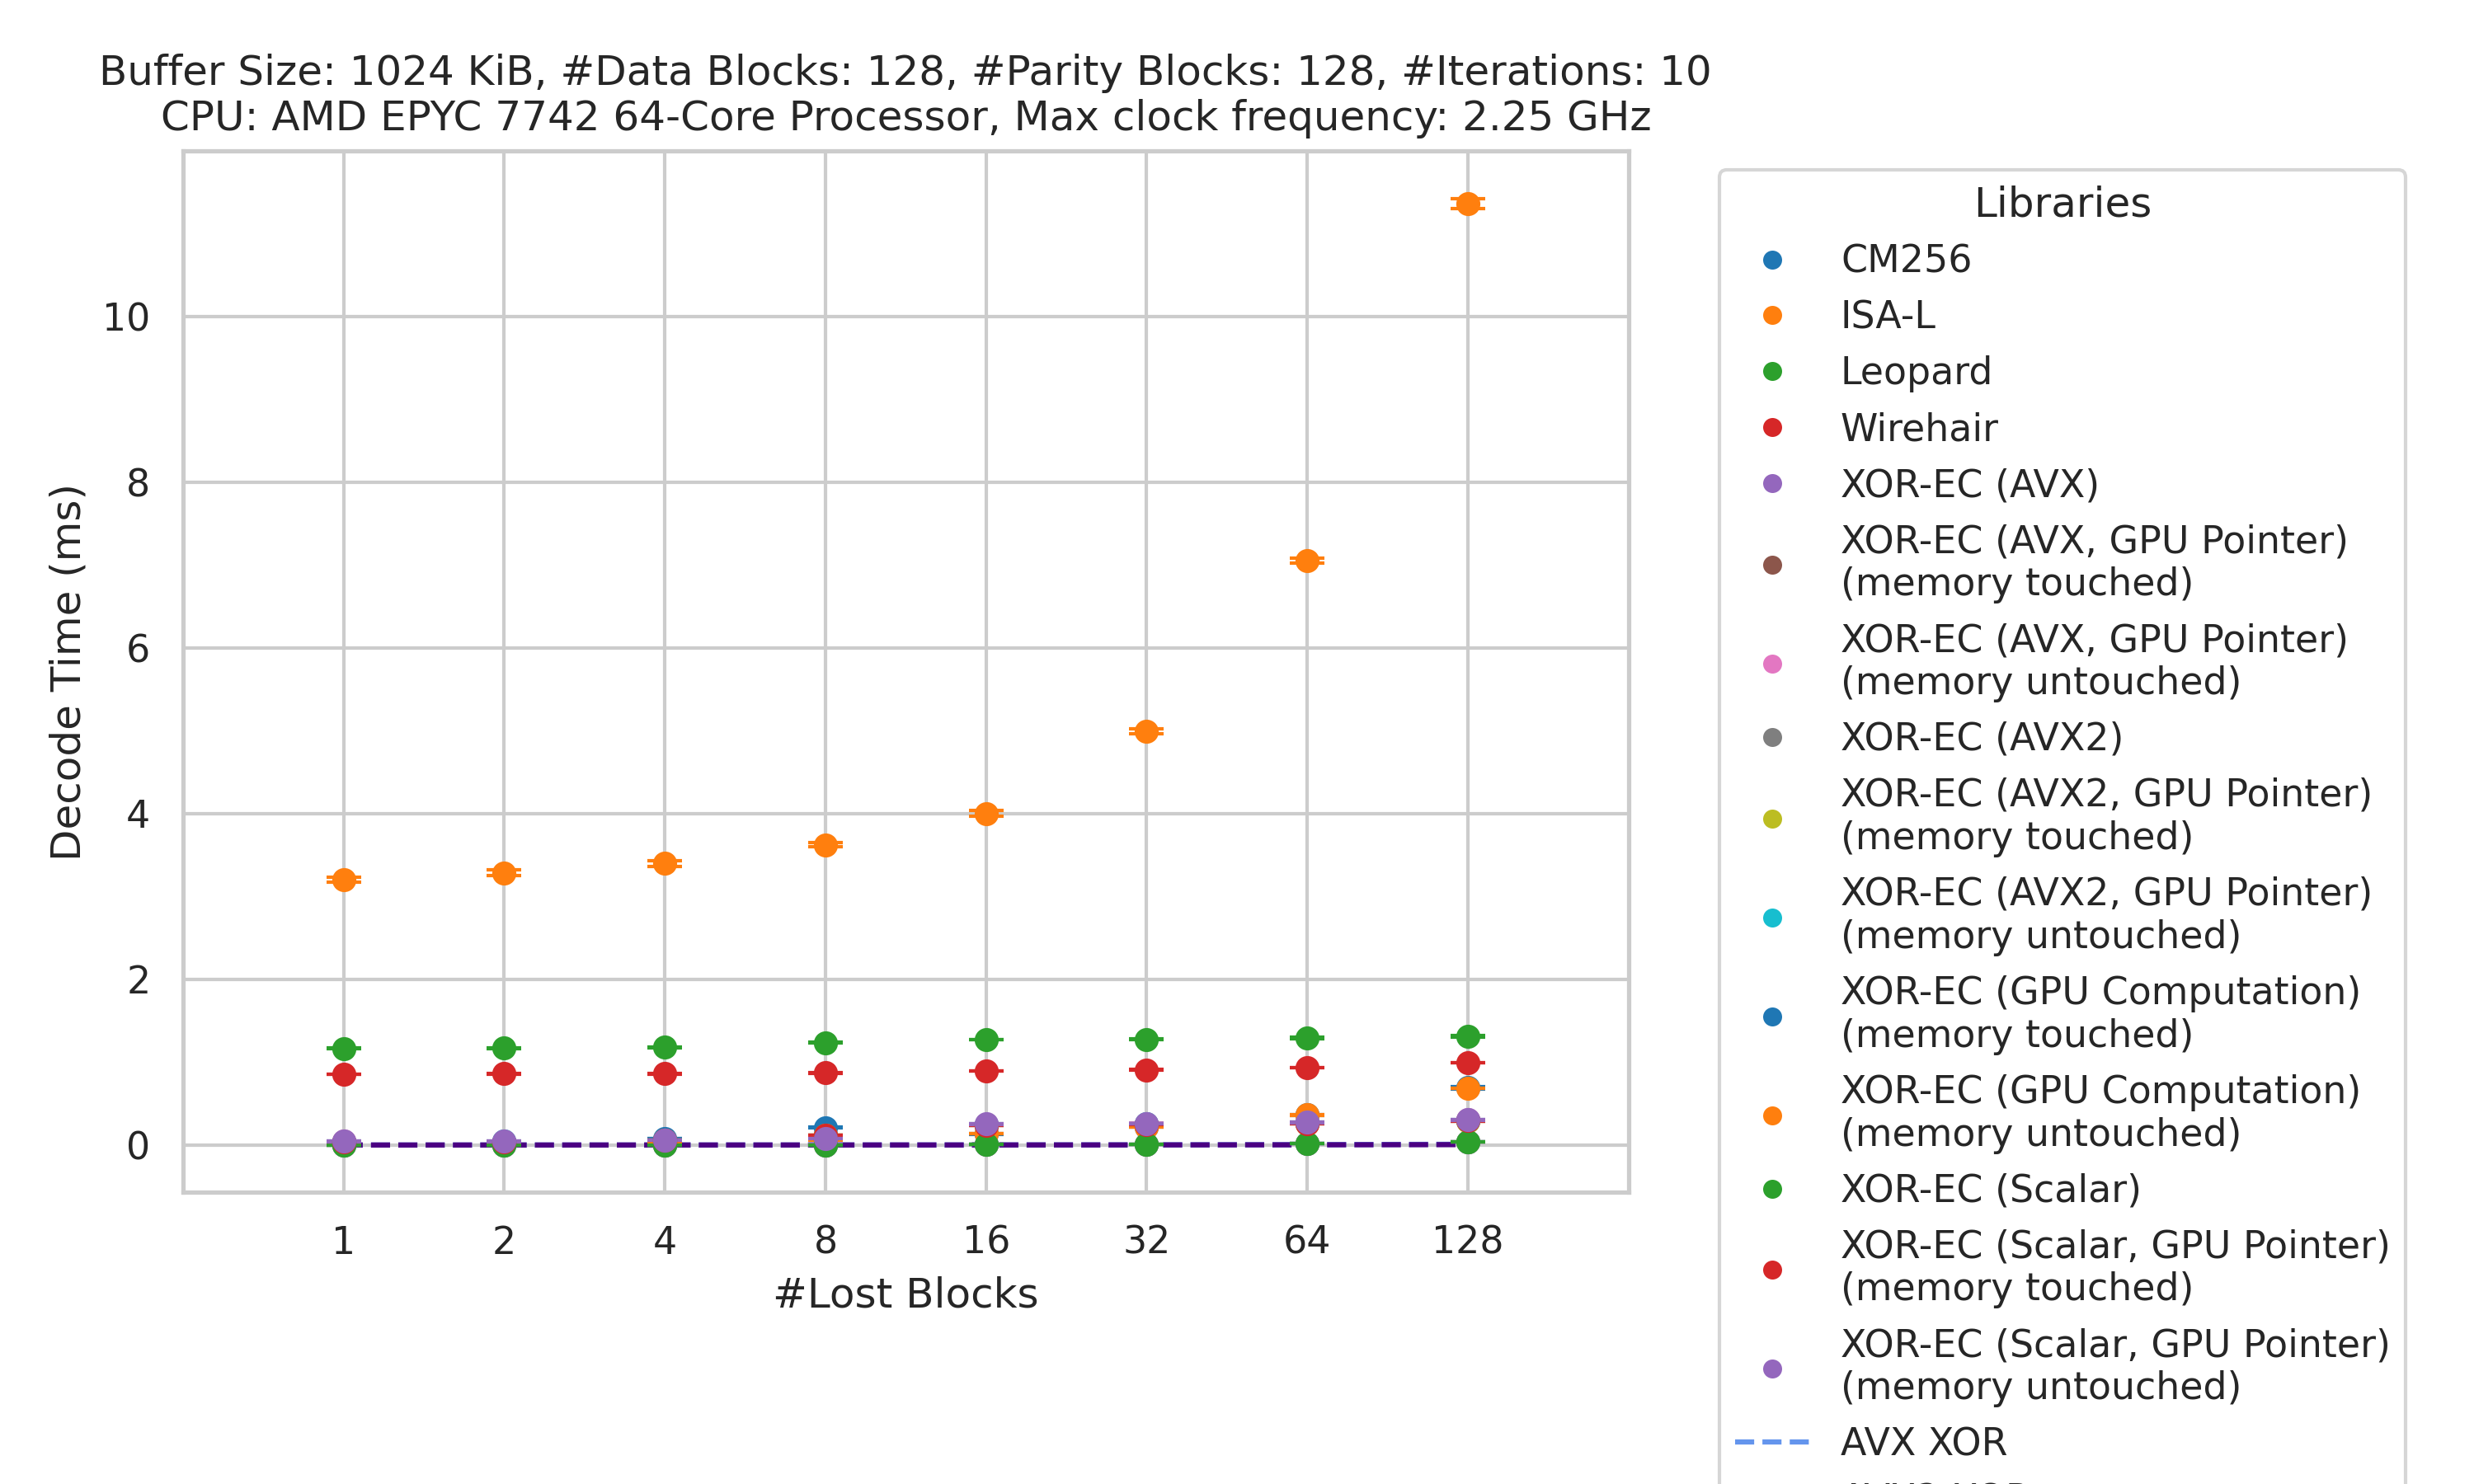 Buffer Size: 1024 KiB, #Data Blocks: 128, #Parity Blocks: 128, #Iterations: 10
CPU: AMD EPYC 7742 64-Core Processor, Max clock frequency: 2.25 GHz
Decode Time (ms)
10
8
6
4
2
0
1 2 4 8 16 32 64 128
#Lost Blocks
Libraries
CM256
ISA-L
Leopard
Wirehair
XOR-EC (AVX)
XOR-EC (AVX, GPU Pointer)
(memory touched)
XOR-EC (AVX, GPU Pointer)
(memory untouched)
XOR-EC (AVX2)
XOR-EC (AVX2, GPU Pointer)
(memory touched)
XOR-EC (AVX2, GPU Pointer)
(memory untouched)
XOR-EC (GPU Computation)
(memory touched)
XOR-EC (GPU Computation)
(memory untouched)
XOR-EC (Scalar)
XOR-EC (Scalar, GPU Pointer)
(memory touched)
XOR-EC (Scalar, GPU Pointer)
(memory untouched)
AVX XOR